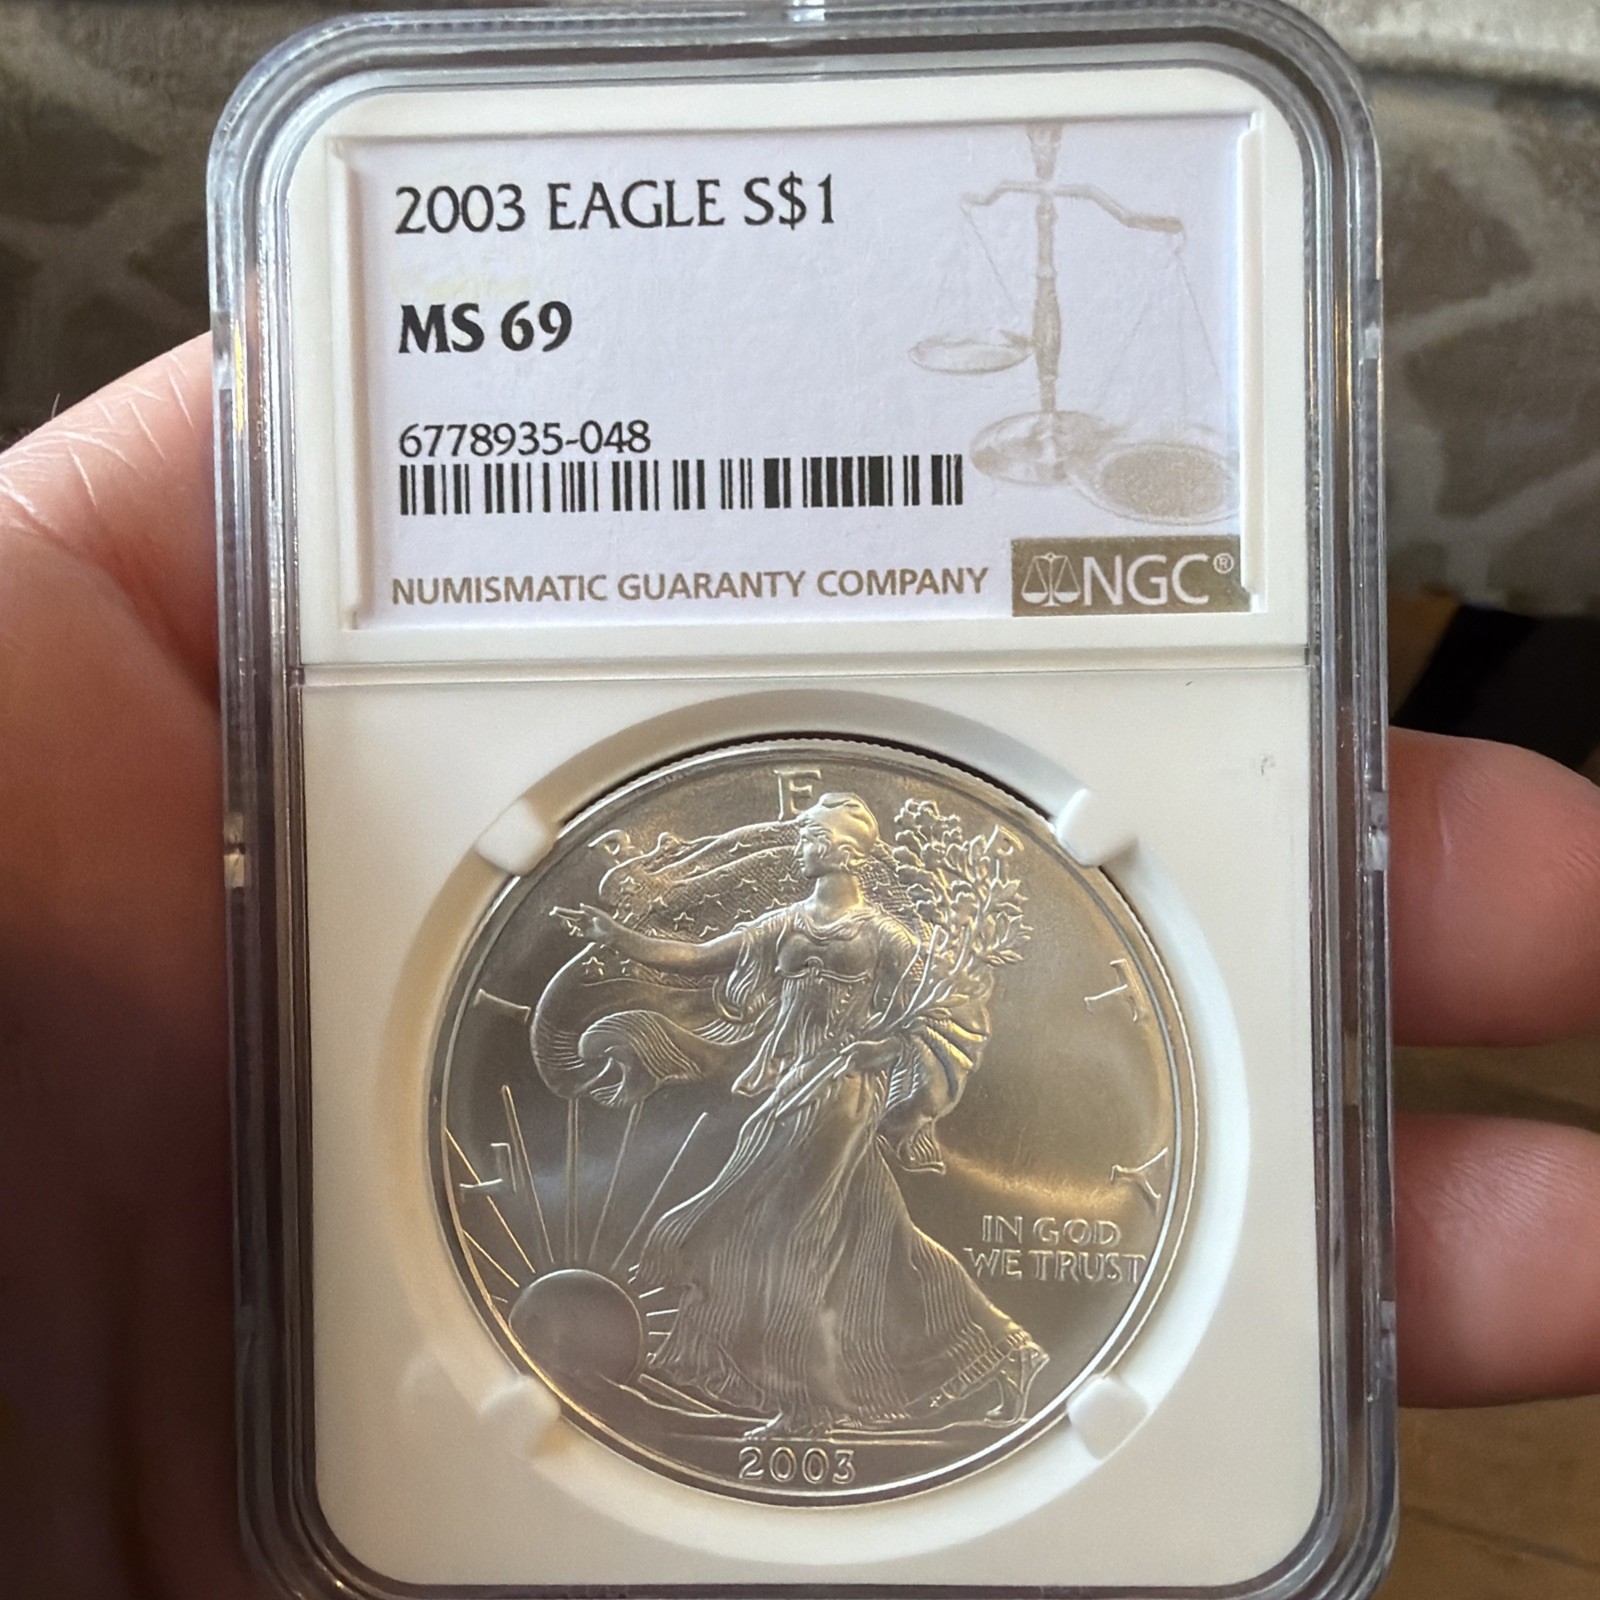 2003 EAGLE S$1
MS 69
6778935-048
NUMISMATIC GUARANTY COMPANY
NGC®
LIBERTY
IN GOD
WE TRUST
2003